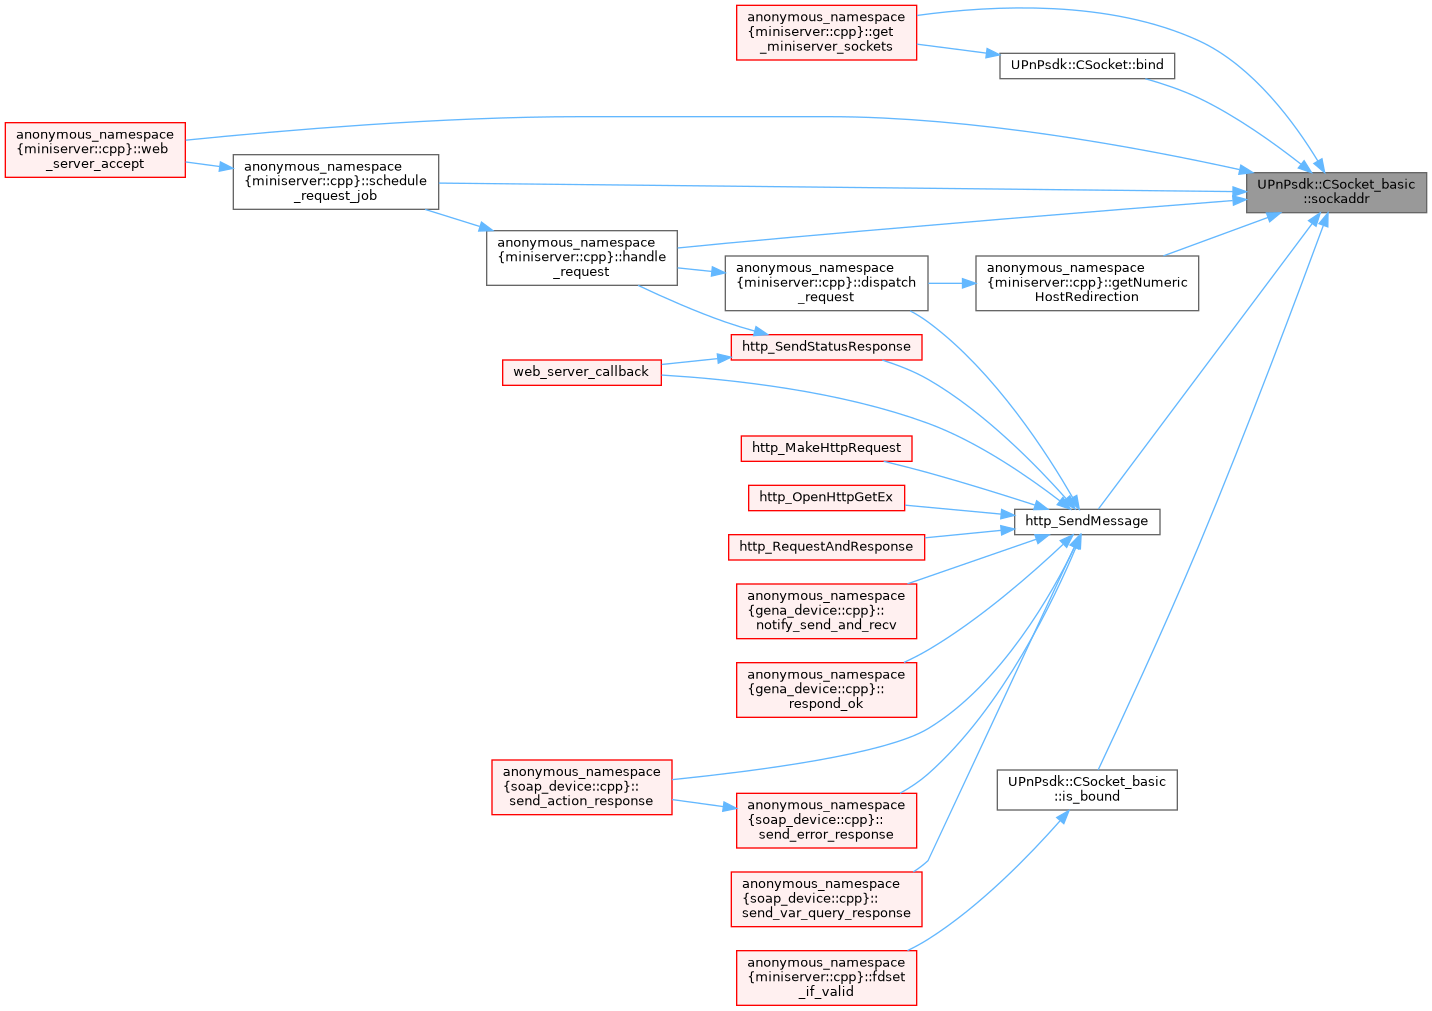 anonymous_namespace
{miniserver::cpp}::get
_miniserver_sockets
UPnPsdk::CSocket::bind
anonymous_namespace
{miniserver::cpp}::web
_server_accept
anonymous_namespace
{miniserver::cpp}::schedule
_request_job
UPnPsdk::CSocket_basic
::sockaddr
anonymous_namespace
{miniserver::cpp}::handle
_request
anonymous_namespace
{miniserver::cpp}::dispatch
_request
anonymous_namespace
{miniserver::cpp}::getNumeric
HostRedirection
http_SendStatusResponse
web_server_callback
http_MakeHttpRequest
http_OpenHttpGetEx
http_SendMessage
http_RequestAndResponse
anonymous_namespace
{gena_device::cpp}::
notify_send_and_recv
anonymous_namespace
{gena_device::cpp}::
respond_ok
anonymous_namespace
{soap_device::cpp}::
send_action_response
anonymous_namespace
{soap_device::cpp}::
send_error_response
UPnPsdk::CSocket_basic
::is_bound
anonymous_namespace
{soap_device::cpp}::
send_var_query_response
anonymous_namespace
{miniserver::cpp}::fdset
_if_valid